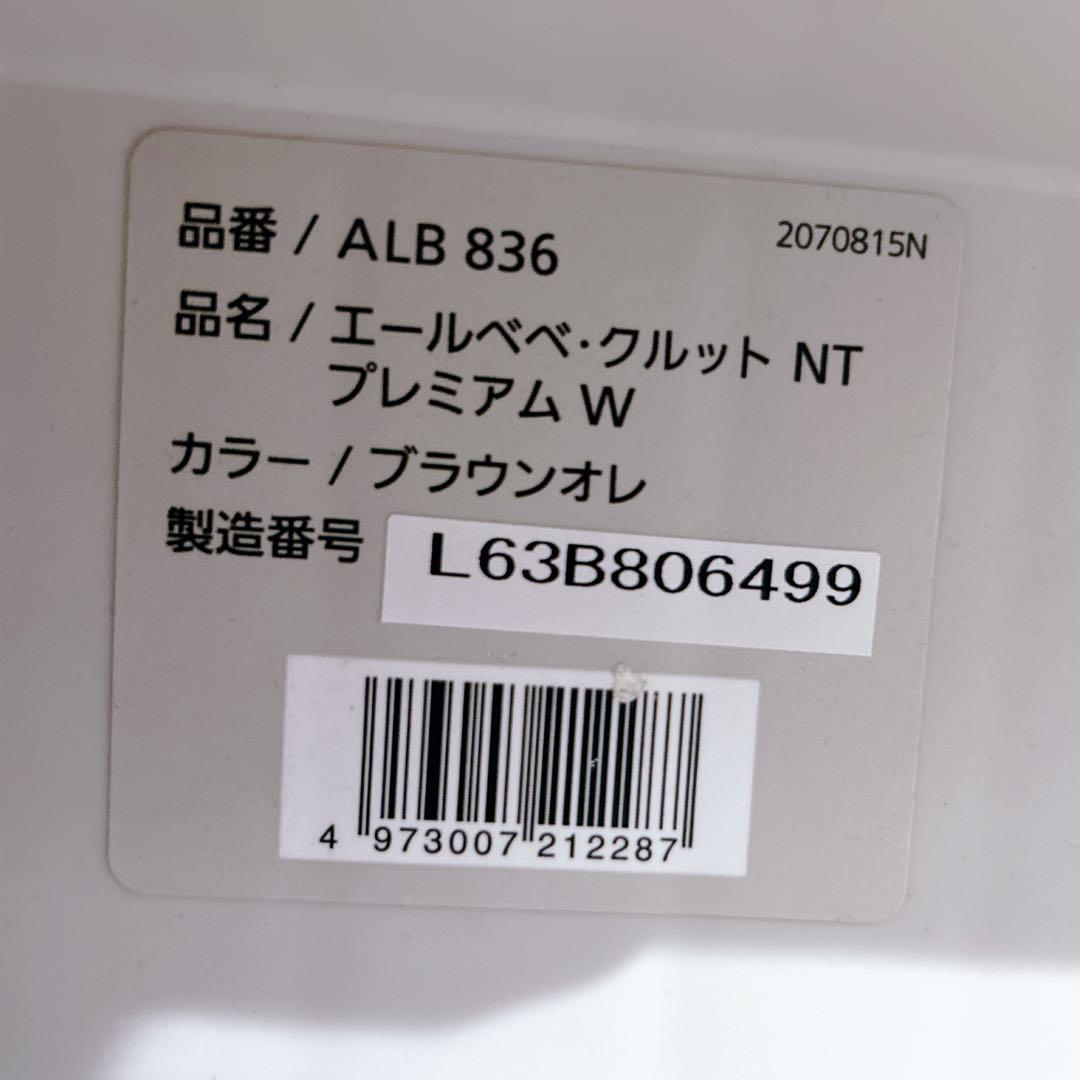 品番 / ALB 836
2070815N
品名 / エールベベ・クルット NT
プレミアム W
カラー / ブラウンオレ
製造番号 L63B806499
4 973007 212287